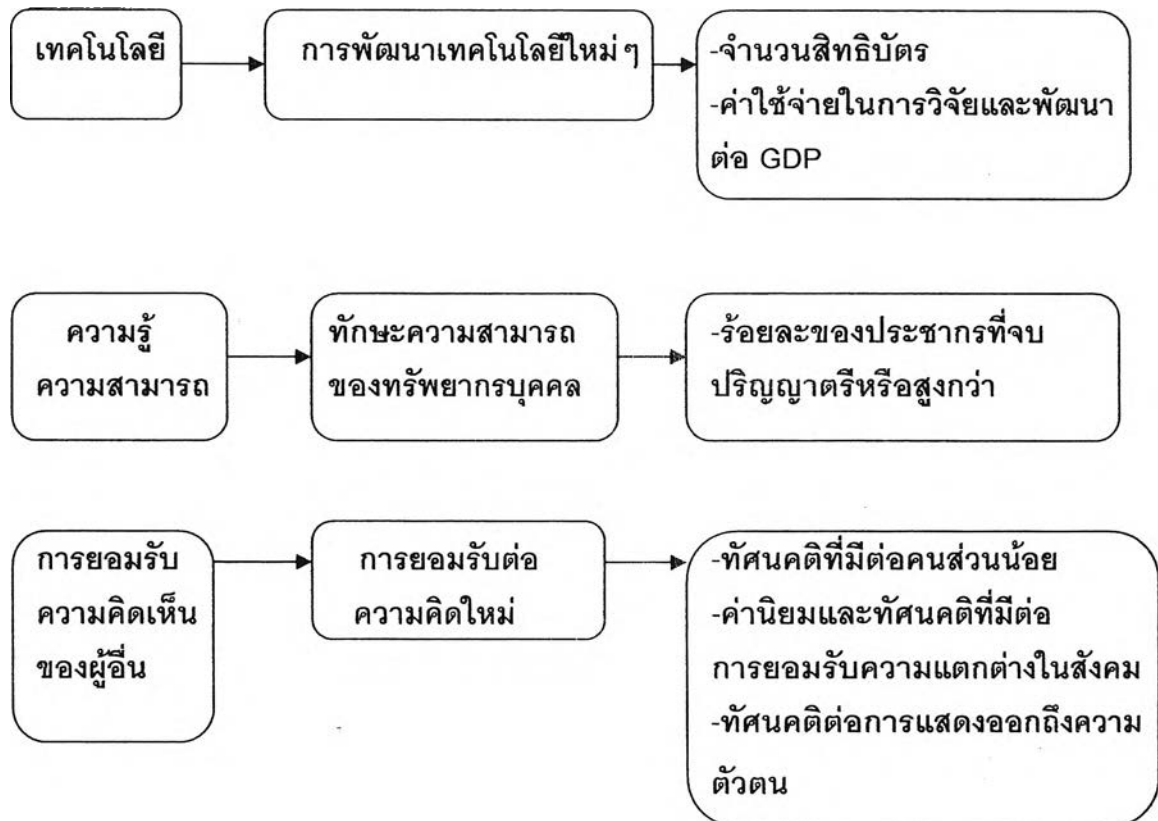 เทคโนโลยี
การพัฒนาเทคโนโลยีใหม่ ๆ
-จำนวนสิทธิบัตร
-ค่าใช้จ่ายในการวิจัยและพัฒนา
ต่อ GDP
ความรู้
ความสามารถ
ทักษะความสามารถ
ของทรัพยากรบุคคล
-ร้อยละของประชากรที่จบ
ปริญญาตรีหรือสูงกว่า
การยอมรับ
ความคิดเห็น
ของผู้อื่น
การยอมรับต่อ
ความคิดใหม่
-ทัศนคติที่มีต่อคนส่วนน้อย
-ค่านิยมและทัศนคติที่มีต่อ
การยอมรับความแตกต่างในสังคม
-ทัศนคติต่อการแสดงออกถึงความ
ตัวตน